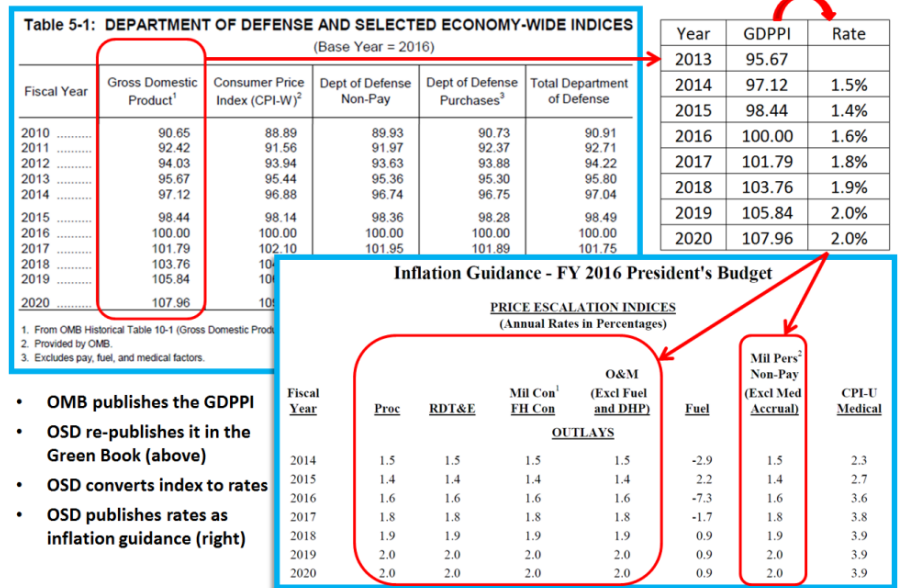 Table 5-1: DEPARTMENT OF DEFENSE AND SELECTED ECONOMY-WIDE INDICES
(Base Year = 2016)
Fiscal Year Gross Domestic Product1 Consumer Price Index (CPI-W)2 Dept of Defense Non-Pay Dept of Defense Purchases3 Total Department of Defense
2010 .......... 90.65 88.89 89.93 90.73 90.91
2011 .......... 92.42 91.56 91.97 92.37 92.71
2012 .......... 94.03 93.94 93.63 93.88 94.22
2013 .......... 95.67 95.44 95.36 95.30 95.80
2014 .......... 97.12 96.88 96.74 96.75 97.04
2015 .......... 98.44 98.14 98.36 98.28 98.49
2016 .......... 100.00 100.00 100.00 100.00 100.00
2017 .......... 101.79 102.10 101.95 101.89 101.75
2018 .......... 103.76
2019 .......... 105.84
2020 .......... 107.96
1. From OMB Historical Table 10-1 (Gross Domestic
2. Provided by OMB.
3. Excludes pay, fuel, and medical factors.
Year GDPPI Rate
2013 95.67
2014 97.12 1.5%
2015 98.44 1.4%
2016 100.00 1.6%
2017 101.79 1.8%
2018 103.76 1.9%
2019 105.84 2.0%
2020 107.96 2.0%
• OMB publishes the GDPPI
• OSD re-publishes it in the
Green Book (above)
• OSD converts index to rates
• OSD publishes rates as
inflation guidance (right)
Inflation Guidance - FY 2016 President's Budget
PRICE ESCALATION INDICES
(Annual Rates in Percentages)
Fiscal Year Proc RDT&E Mil Con1 FH Con O&M (Excl Fuel and DHP) Fuel Mil Pers2 Non-Pay (Excl Med Accrual) CPI-U Medical
OUTLAYS
2014 1.5 1.5 1.5 1.5 -2.9 1.5 2.3
2015 1.4 1.4 1.4 1.4 2.2 1.4 2.7
2016 1.6 1.6 1.6 1.6 -7.3 1.6 3.6
2017 1.8 1.8 1.8 1.8 -1.7 1.8 3.8
2018 1.9 1.9 1.9 1.9 0.9 1.9 3.9
2019 2.0 2.0 2.0 2.0 0.9 2.0 3.9
2020 2.0 2.0 2.0 2.0 0.9 2.0 3.9